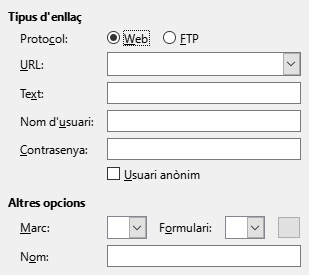 Tipus d'enllaç
Protocol: Web FTP
URL:
Text:
Nom d'usuari:
Contrasenya:
Usuari anònim
Altres opcions
Marc: Formulari:
Nom: